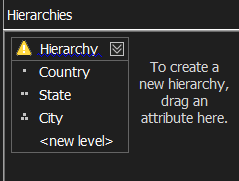 Hierarchies
Hierarchy
Country
State
City
<new level>
To create a
new hierarchy,
drag an
attribute here.